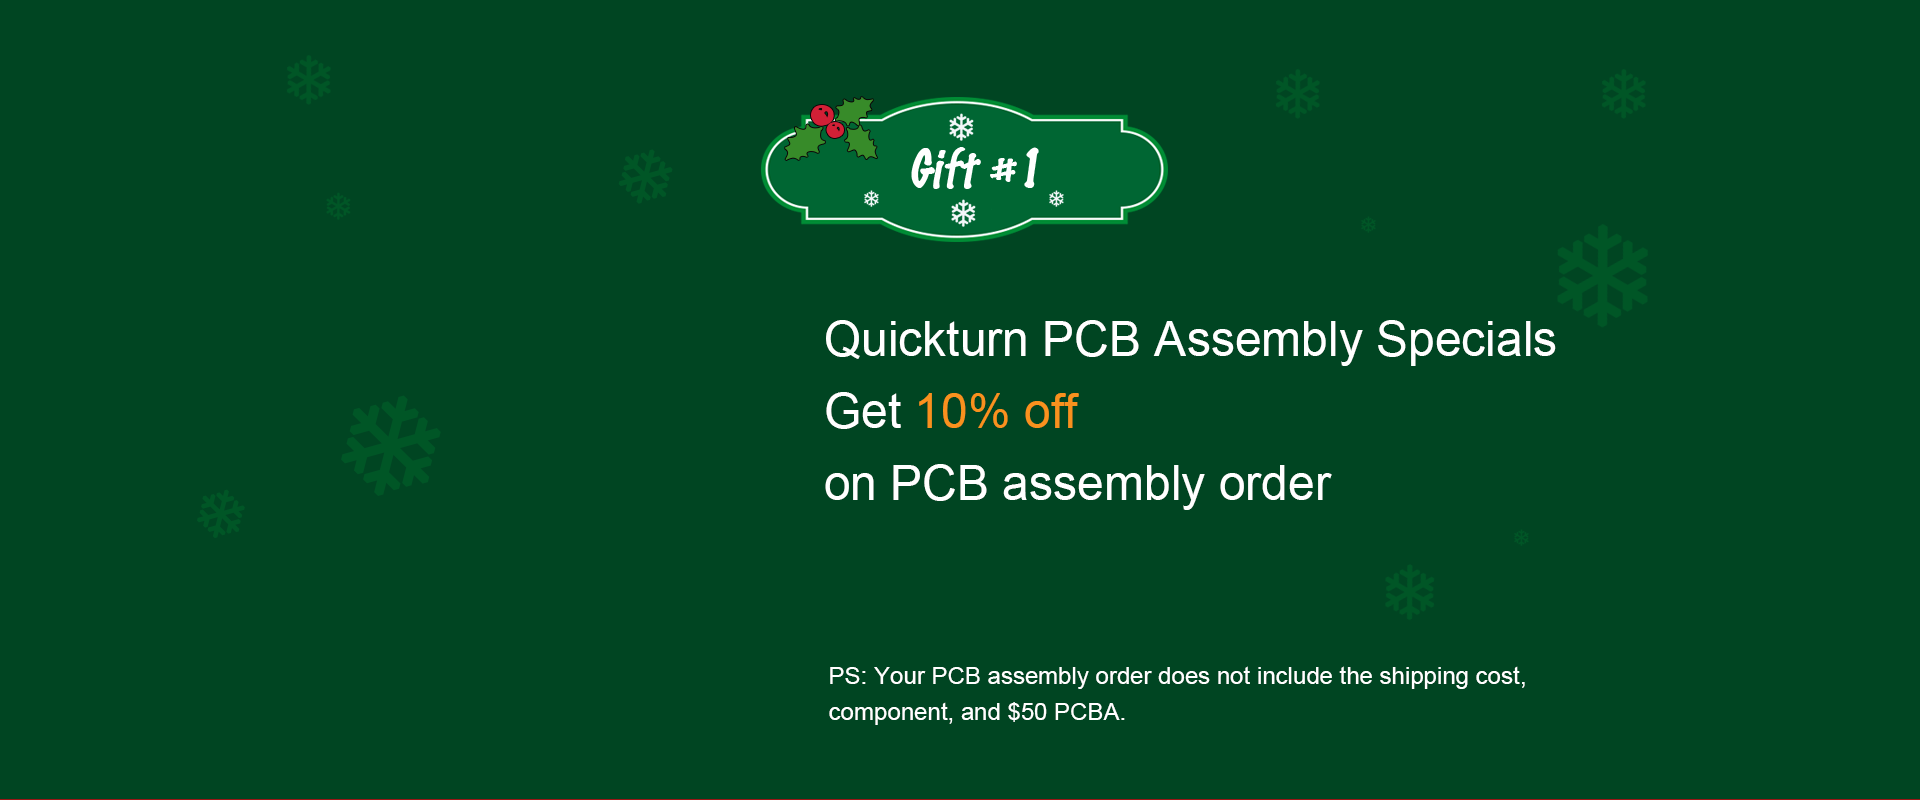 Gift #1
Quickturn PCB Assembly Specials
Get 10% off
on PCB assembly order
PS: Your PCB assembly order does not include the shipping cost,
component, and $50 PCBA.